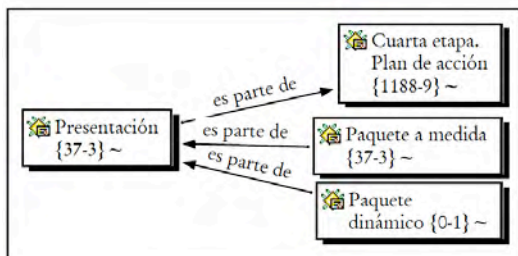 Presentación
{37-3} ~
es parte de
Cuarta etapa.
Plan de acción
{1188-9} ~
es parte de
Paquete a medida
{37-3} ~
es parte de
Paquete
dinámico {0-1} ~